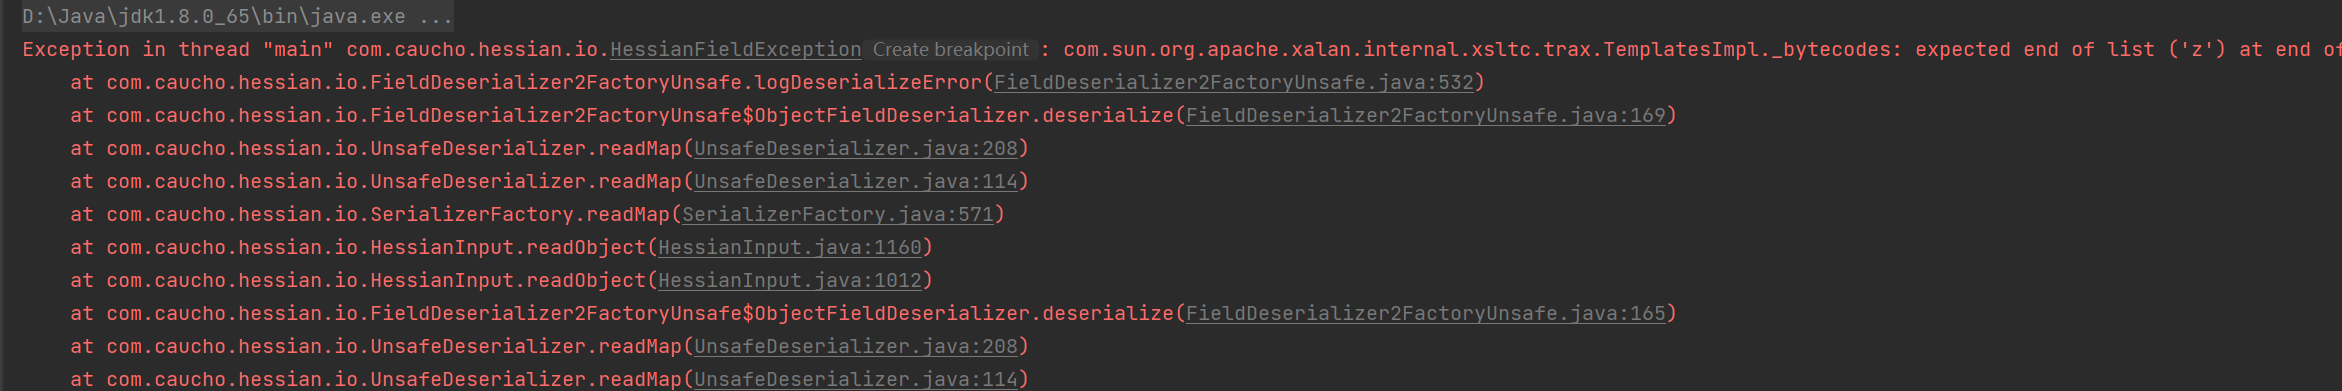 D:\Java\jdk1.8.0_65\bin\java.exe ...
Exception in thread "main" com.caucho.hessian.io.HessianFieldException Create breakpoint : com.sun.org.apache.xalan.internal.xsltc.trax.TemplatesImpl._bytecodes: expected end of list ('z') at end of
at com.caucho.hessian.io.FieldDeserializer2FactoryUnsafe.logDeserializeError(FieldDeserializer2FactoryUnsafe.java:532)
at com.caucho.hessian.io.FieldDeserializer2FactoryUnsafe$ObjectFieldDeserializer.deserialize(FieldDeserializer2FactoryUnsafe.java:169)
at com.caucho.hessian.io.UnsafeDeserializer.readMap(UnsafeDeserializer.java:208)
at com.caucho.hessian.io.UnsafeDeserializer.readMap(UnsafeDeserializer.java:114)
at com.caucho.hessian.io.SerializerFactory.readMap(SerializerFactory.java:571)
at com.caucho.hessian.io.HessianInput.readObject(HessianInput.java:1160)
at com.caucho.hessian.io.HessianInput.readObject(HessianInput.java:1012)
at com.caucho.hessian.io.FieldDeserializer2FactoryUnsafe$ObjectFieldDeserializer.deserialize(FieldDeserializer2FactoryUnsafe.java:165)
at com.caucho.hessian.io.UnsafeDeserializer.readMap(UnsafeDeserializer.java:208)
at com.caucho.hessian.io.UnsafeDeserializer.readMap(UnsafeDeserializer.java:114)